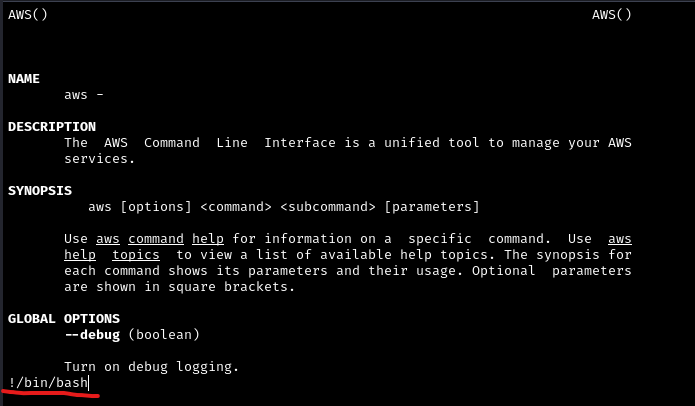 AWS() AWS()
NAME
aws -
DESCRIPTION
The AWS Command Line Interface is a unified tool to manage your AWS
services.
SYNOPSIS
aws [options] <command> <subcommand> [parameters]
Use aws command help for information on a specific command. Use aws
help topics to view a list of available help topics. The synopsis for
each command shows its parameters and their usage. Optional parameters
are shown in square brackets.
GLOBAL OPTIONS
--debug (boolean)
Turn on debug logging.
!/bin/bash